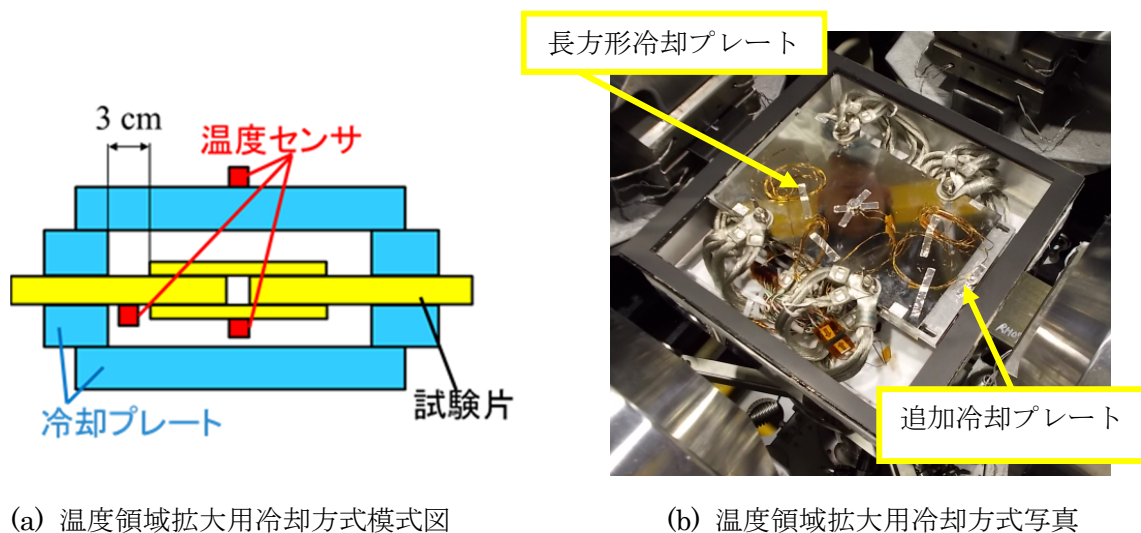 長方形冷却プレート
3 cm
温度センサ
冷却プレート
試験片
追加冷却プレート
(a) 温度領域拡大用冷却方式模式図
(b) 温度領域拡大用冷却方式写真